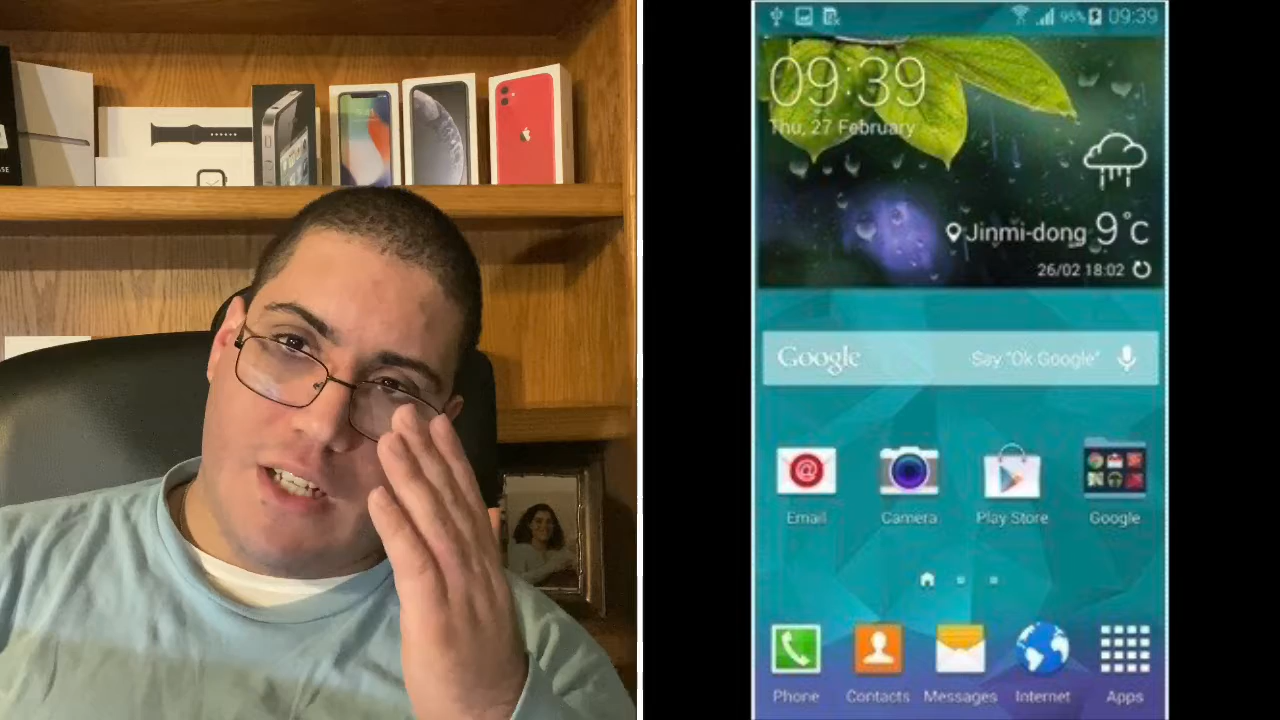 95% 09:39
09:39
Thu, 27 February
Jinmi-dong 9°C
26/02 18:02
Google Say "Ok Google"
Email Camera Play Store Google
Phone Contacts Messages Internet Apps